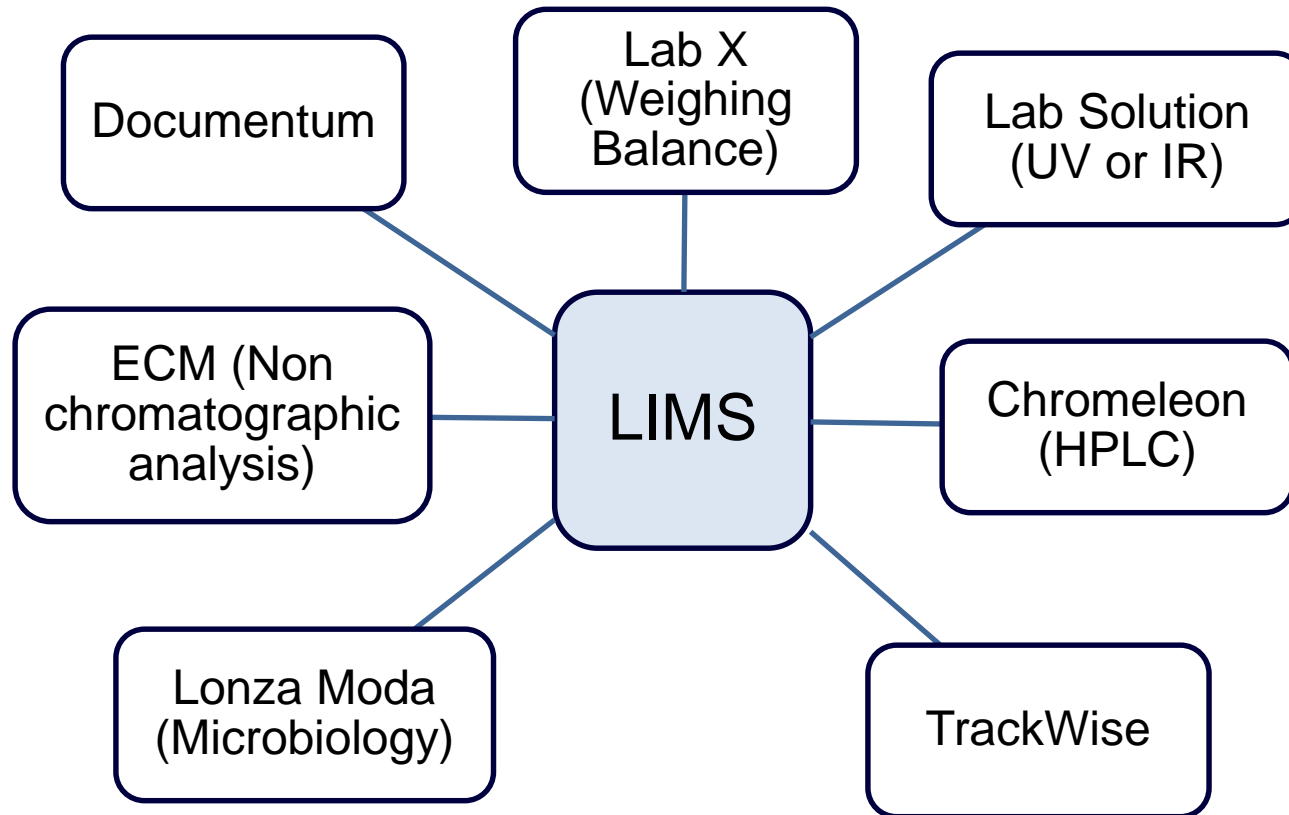 Documentum
Lab X
(Weighing
Balance)
Lab Solution
(UV or IR)
ECM (Non
chromatographic
analysis)
LIMS
Chromeleon
(HPLC)
Lonza Moda
(Microbiology)
TrackWise